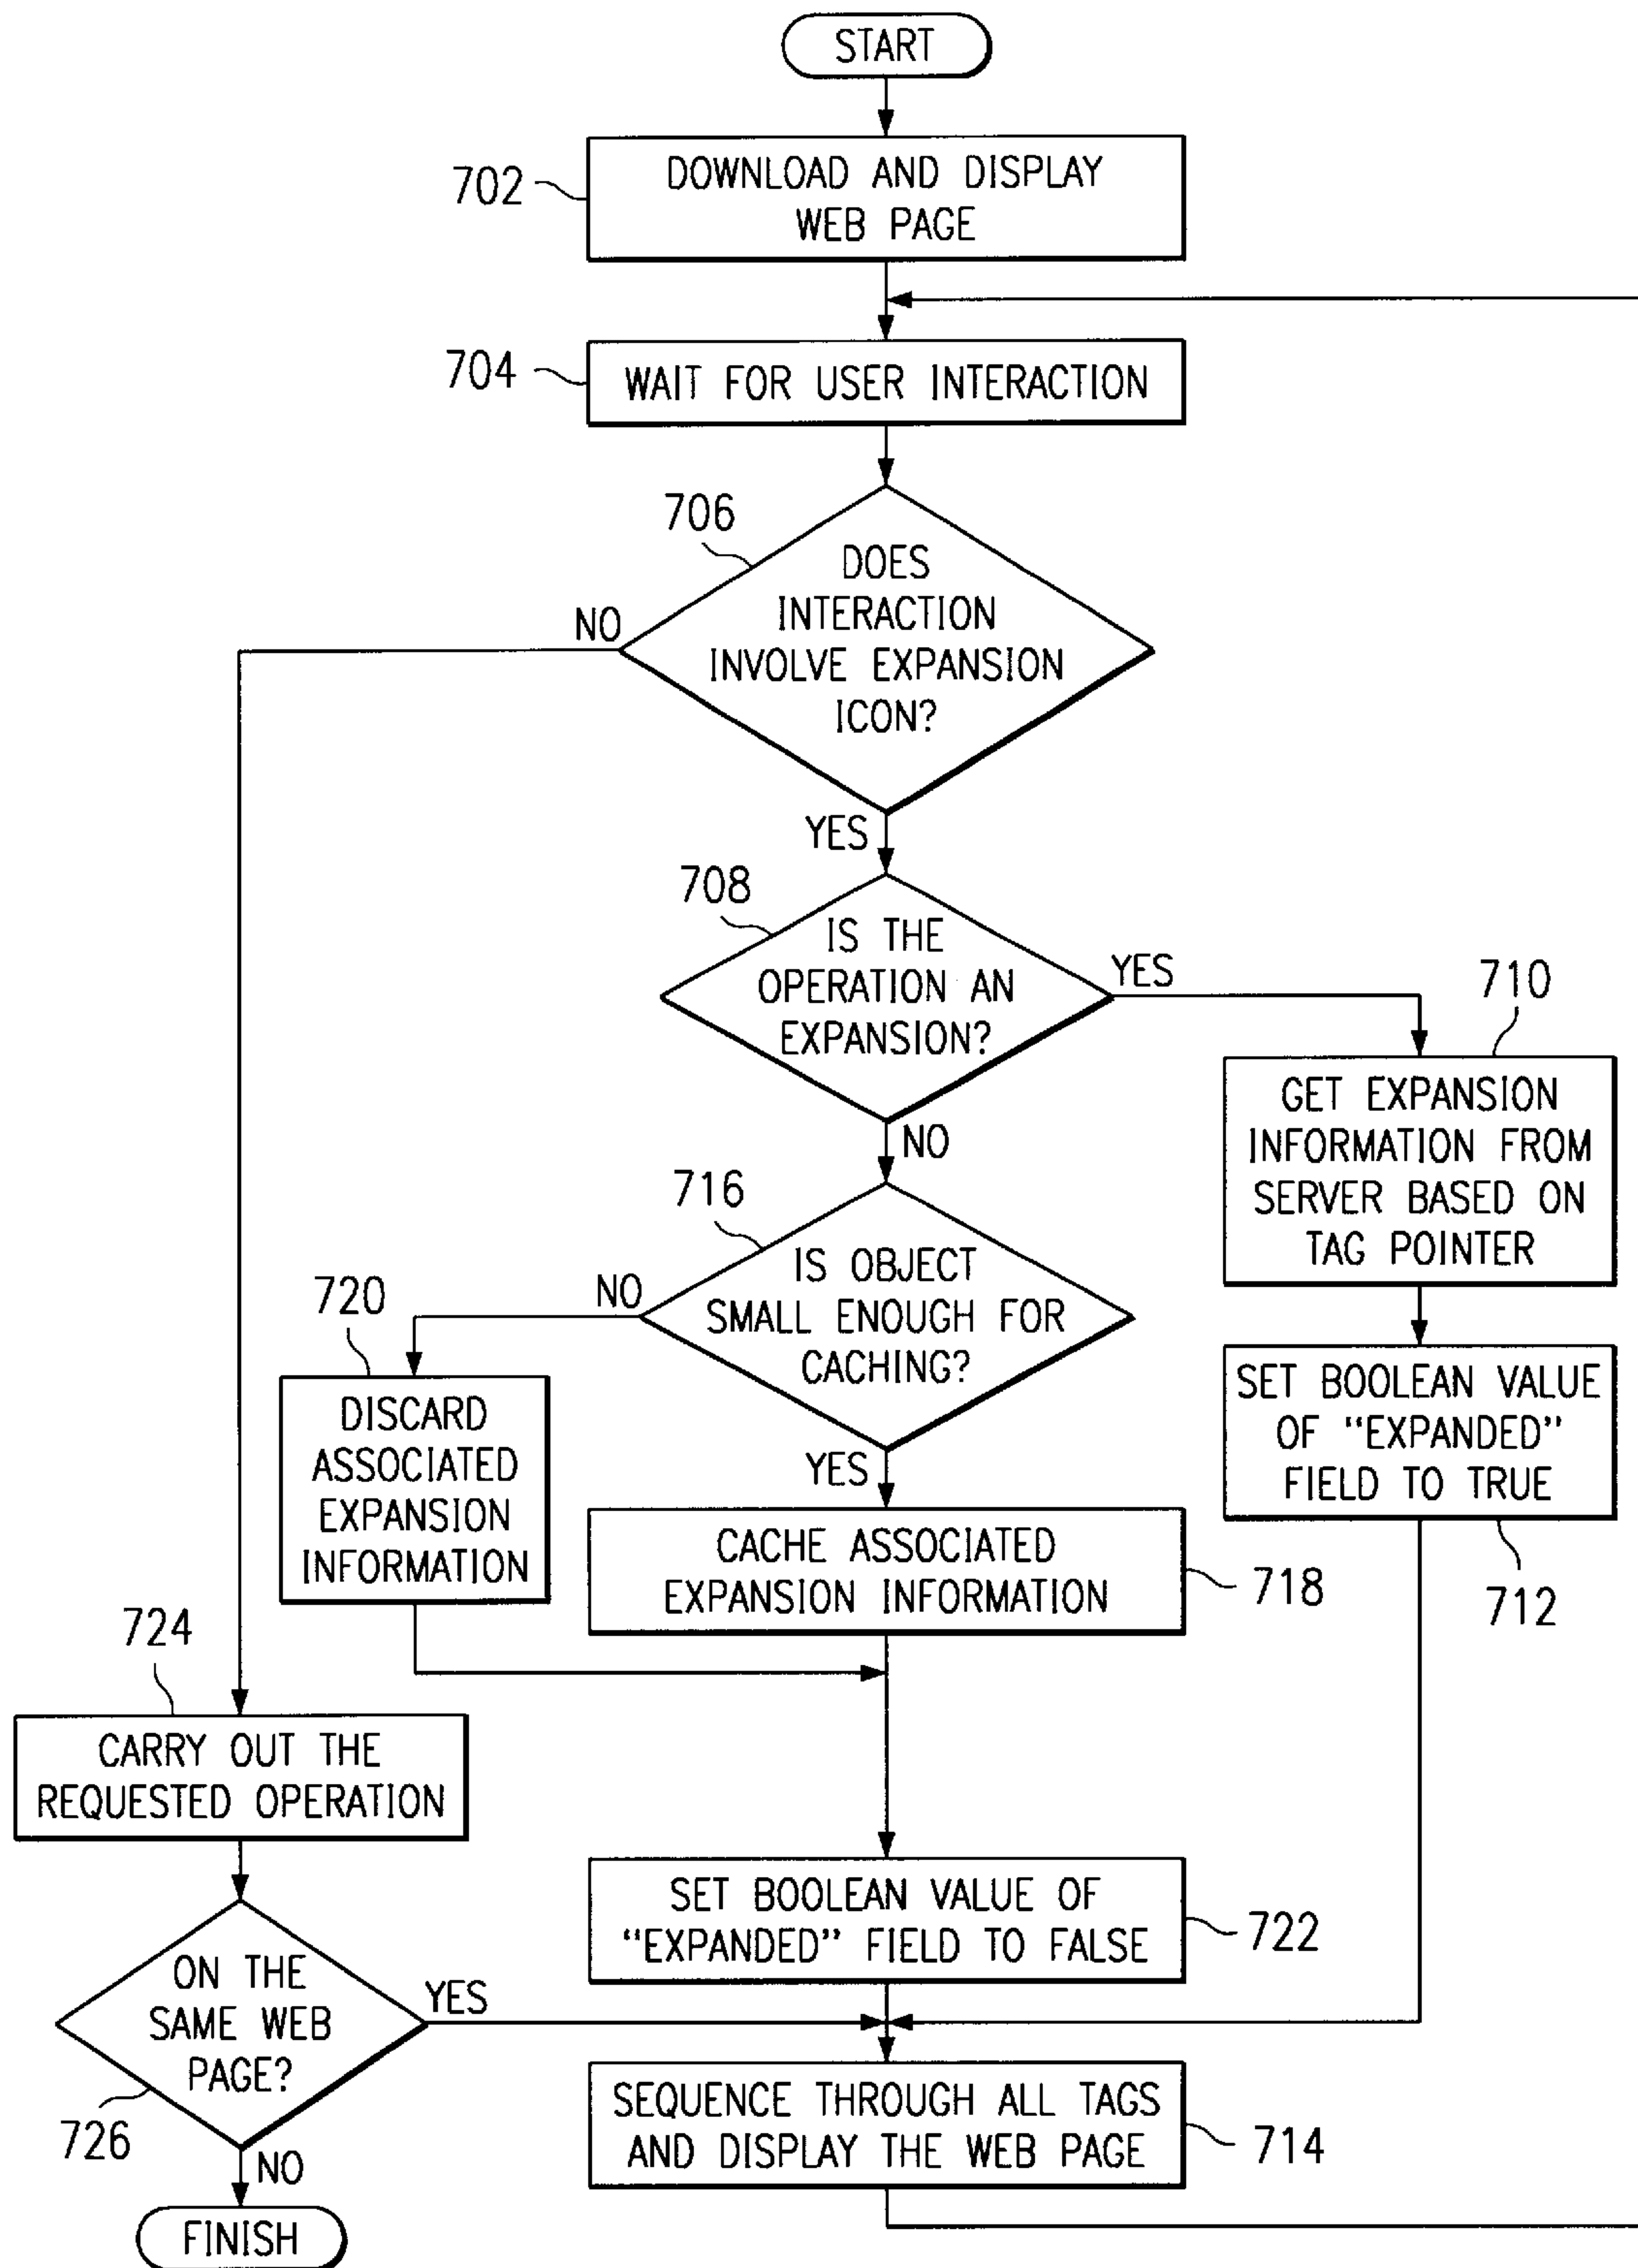 START
702
DOWNLOAD AND DISPLAY
WEB PAGE
704
WAIT FOR USER INTERACTION
706
DOES
INTERACTION
INVOLVE EXPANSION
ICON?
NO
YES
708
IS THE
OPERATION AN
EXPANSION?
YES
NO
710
GET EXPANSION
INFORMATION FROM
SERVER BASED ON
TAG POINTER
716
IS OBJECT
SMALL ENOUGH FOR
CACHING?
NO
YES
720
DISCARD
ASSOCIATED
EXPANSION
INFORMATION
SET BOOLEAN VALUE
OF "EXPANDED"
FIELD TO TRUE
712
CACHE ASSOCIATED
EXPANSION INFORMATION
718
724
CARRY OUT THE
REQUESTED OPERATION
SET BOOLEAN VALUE OF
"EXPANDED" FIELD TO FALSE
722
ON THE
SAME WEB
PAGE?
YES
726
NO
SEQUENCE THROUGH ALL TAGS
AND DISPLAY THE WEB PAGE
714
FINISH